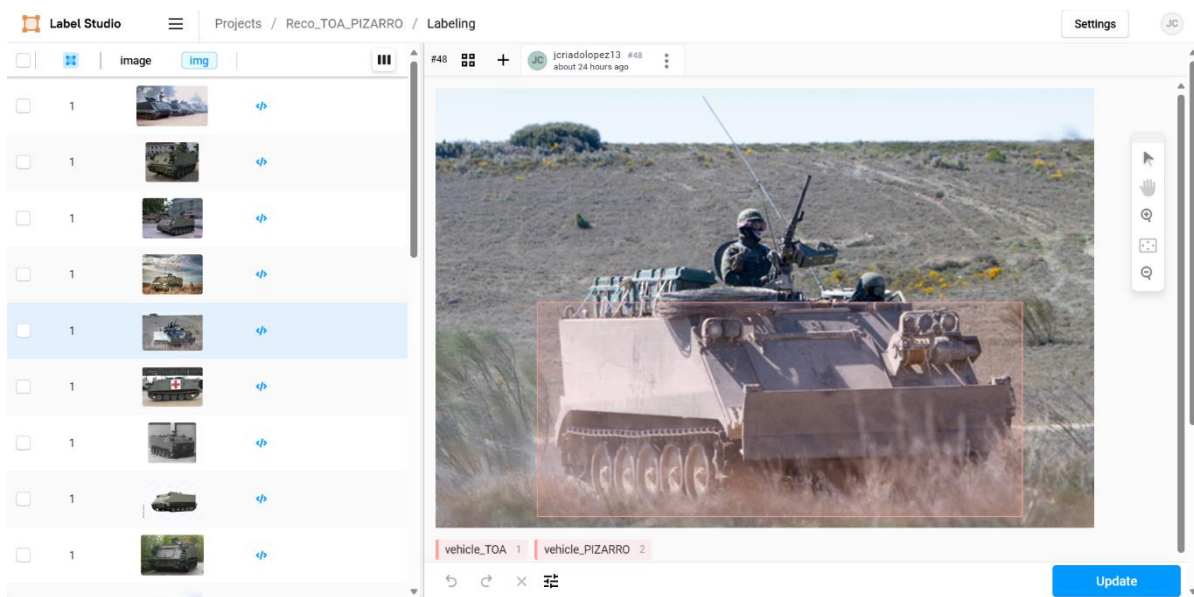 Label Studio
Projects / Reco_TOA_PIZARRO / Labeling
Settings
JC
image img
#48
JC
jcriadolopez13 #48
about 24 hours ago
1 </>
1 </>
1 </>
1 </>
1 </>
1 </>
1 </>
1 </>
1 </>
vehicle_TOA 1 vehicle_PIZARRO 2
Update